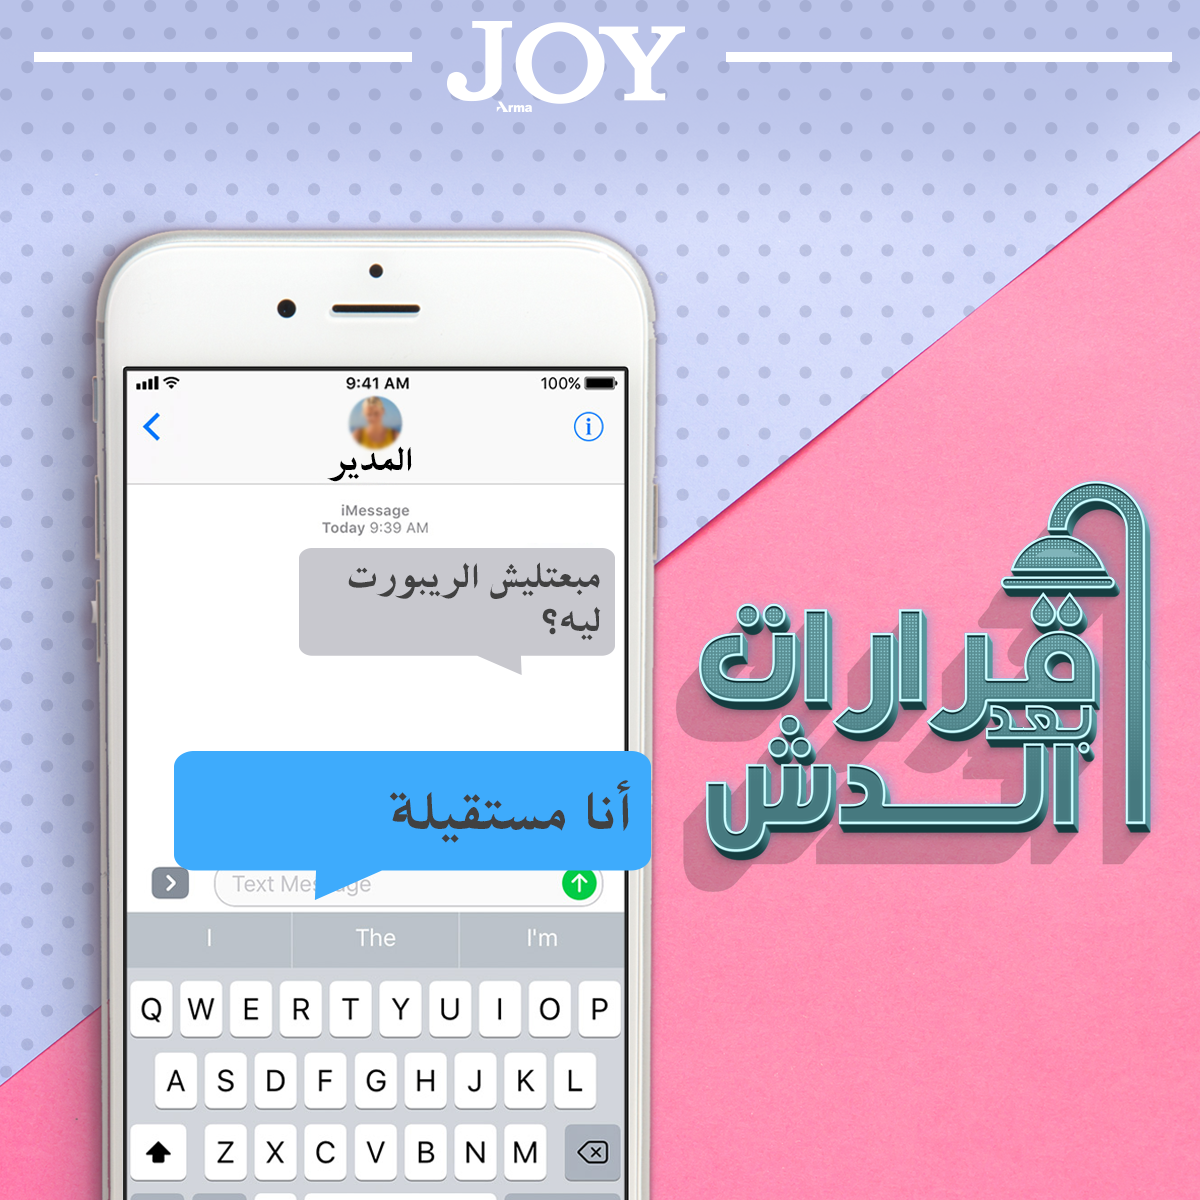 JOY
Arma
9:41 AM
100%
المدير
iMessage
Today 9:39 AM
مبعتليش الريبورت
ليه؟
أنا مستقيلة
Text Message
I The I'm
Q W E R T Y U I O P
A S D F G H J K L
Z X C V B N M
قرارات
بعد
الدش